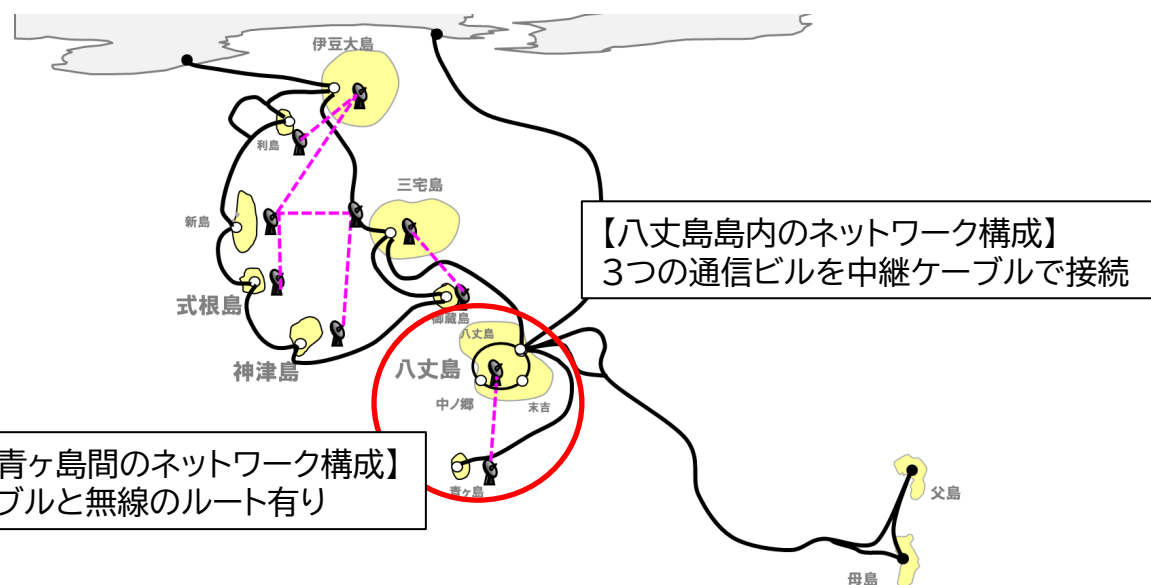 伊豆大島
利島
三宅島
新島
【八丈島島内のネットワーク構成】
3つの通信ビルを中継ケーブルで接続
式根島
御蔵島
八丈島
神津島
八丈島
中ノ郷
末吉
青ヶ島間のネットワーク構成】
ブルと無線のルート有り
青ヶ島
父島
母島